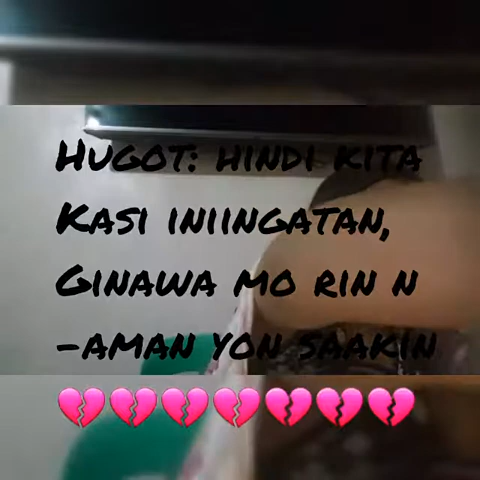 Hugot: hindi kita
Kasi iniingatan,
Ginawa mo rin n
-aman yon saakin
💔💔💔💔💔💔💔